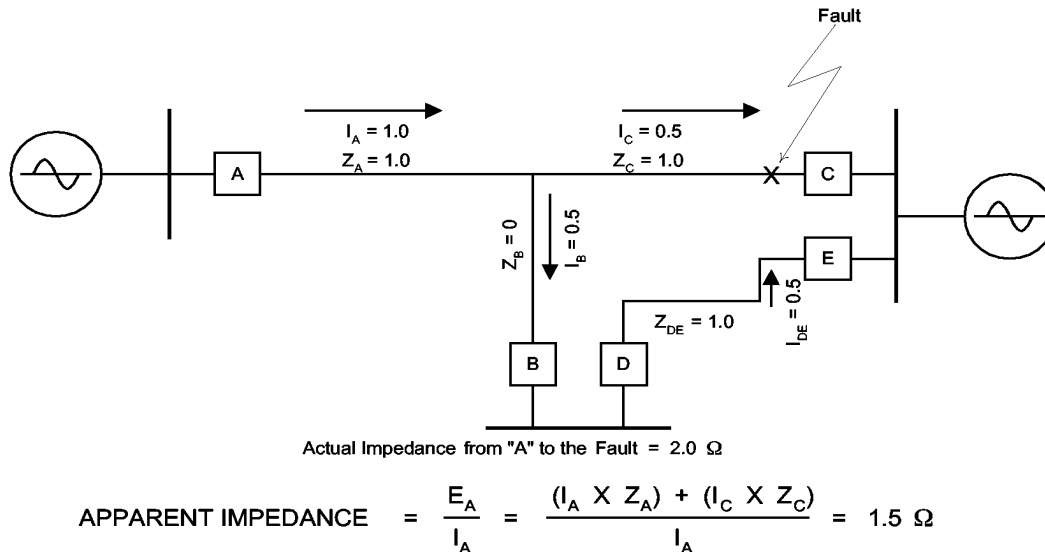 Fault
I_A = 1.0
Z_A = 1.0
I_C = 0.5
Z_C = 1.0
A
C
Z_B = 0
I_B = 0.5
E
Z_DE = 1.0
I_DE = 0.5
B
D
Actual Impedance from "A" to the Fault = 2.0 Ω
APPARENT IMPEDANCE = E_A / I_A = (I_A X Z_A) + (I_C X Z_C) / I_A = 1.5 Ω